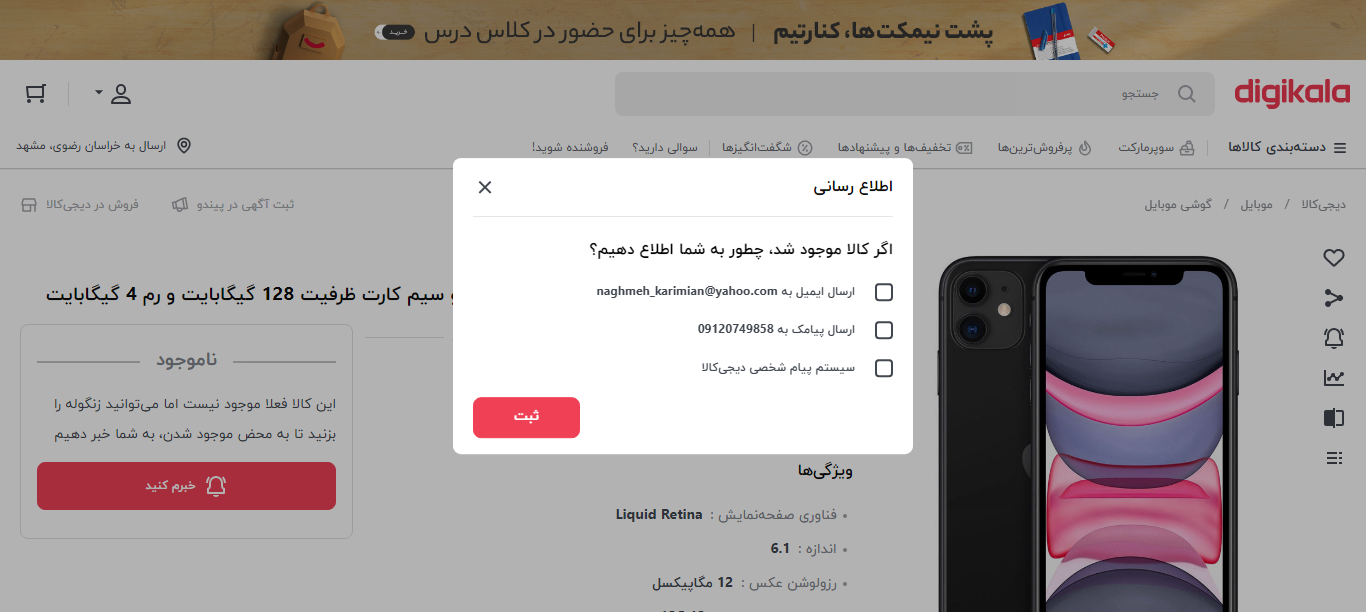 پشت نیمکت‌ها، کنارتیم | همه‌چیز برای حضور در کلاس درس خرید
digikala
جستجو
دسته‌بندی کالاها
سوپرمارکت
پرفروش‌ترین‌ها
تخفیف‌ها و پیشنهادها
شگفت‌انگیزها
سوالی دارید؟
فروشنده شوید!
ارسال به خراسان رضوی، مشهد
دیجی‌کالا / موبایل / گوشی موبایل
ثبت آگهی در پیندو
فروش در دیجی‌کالا
اطلاع رسانی
اگر کالا موجود شد، چطور به شما اطلاع دهیم؟
ارسال ایمیل به naghmeh_karimian@yahoo.com
ارسال پیامک به 09120749858
سیستم پیام شخصی دیجی‌کالا
ثبت
و سیم کارت ظرفیت 128 گیگابایت و رم 4 گیگابایت
ناموجود
این کالا فعلا موجود نیست اما می‌توانید زنگوله را
بزنید تا به محض موجود شدن، به شما خبر دهیم
خبرم کنید
ویژگی‌ها
فناوری صفحه‌نمایش : Liquid Retina
اندازه : 6.1
رزولوشن عکس : 12 مگاپیکسل